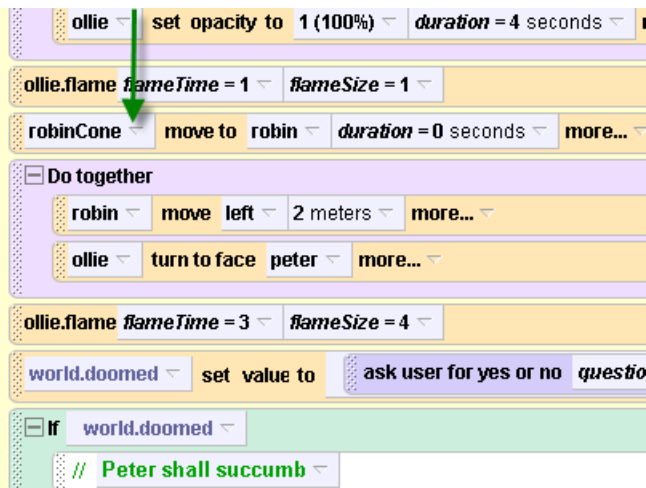 ollie set opacity to 1 (100%) duration = 4 seconds
ollie.flame flameTime = 1 flameSize = 1
robinCone move to robin duration = 0 seconds more...
Do together
robin move left 2 meters more...
ollie turn to face peter more...
ollie.flame flameTime = 3 flameSize = 4
world.doomed set value to ask user for yes or no questio
If world.doomed
// Peter shall succumb